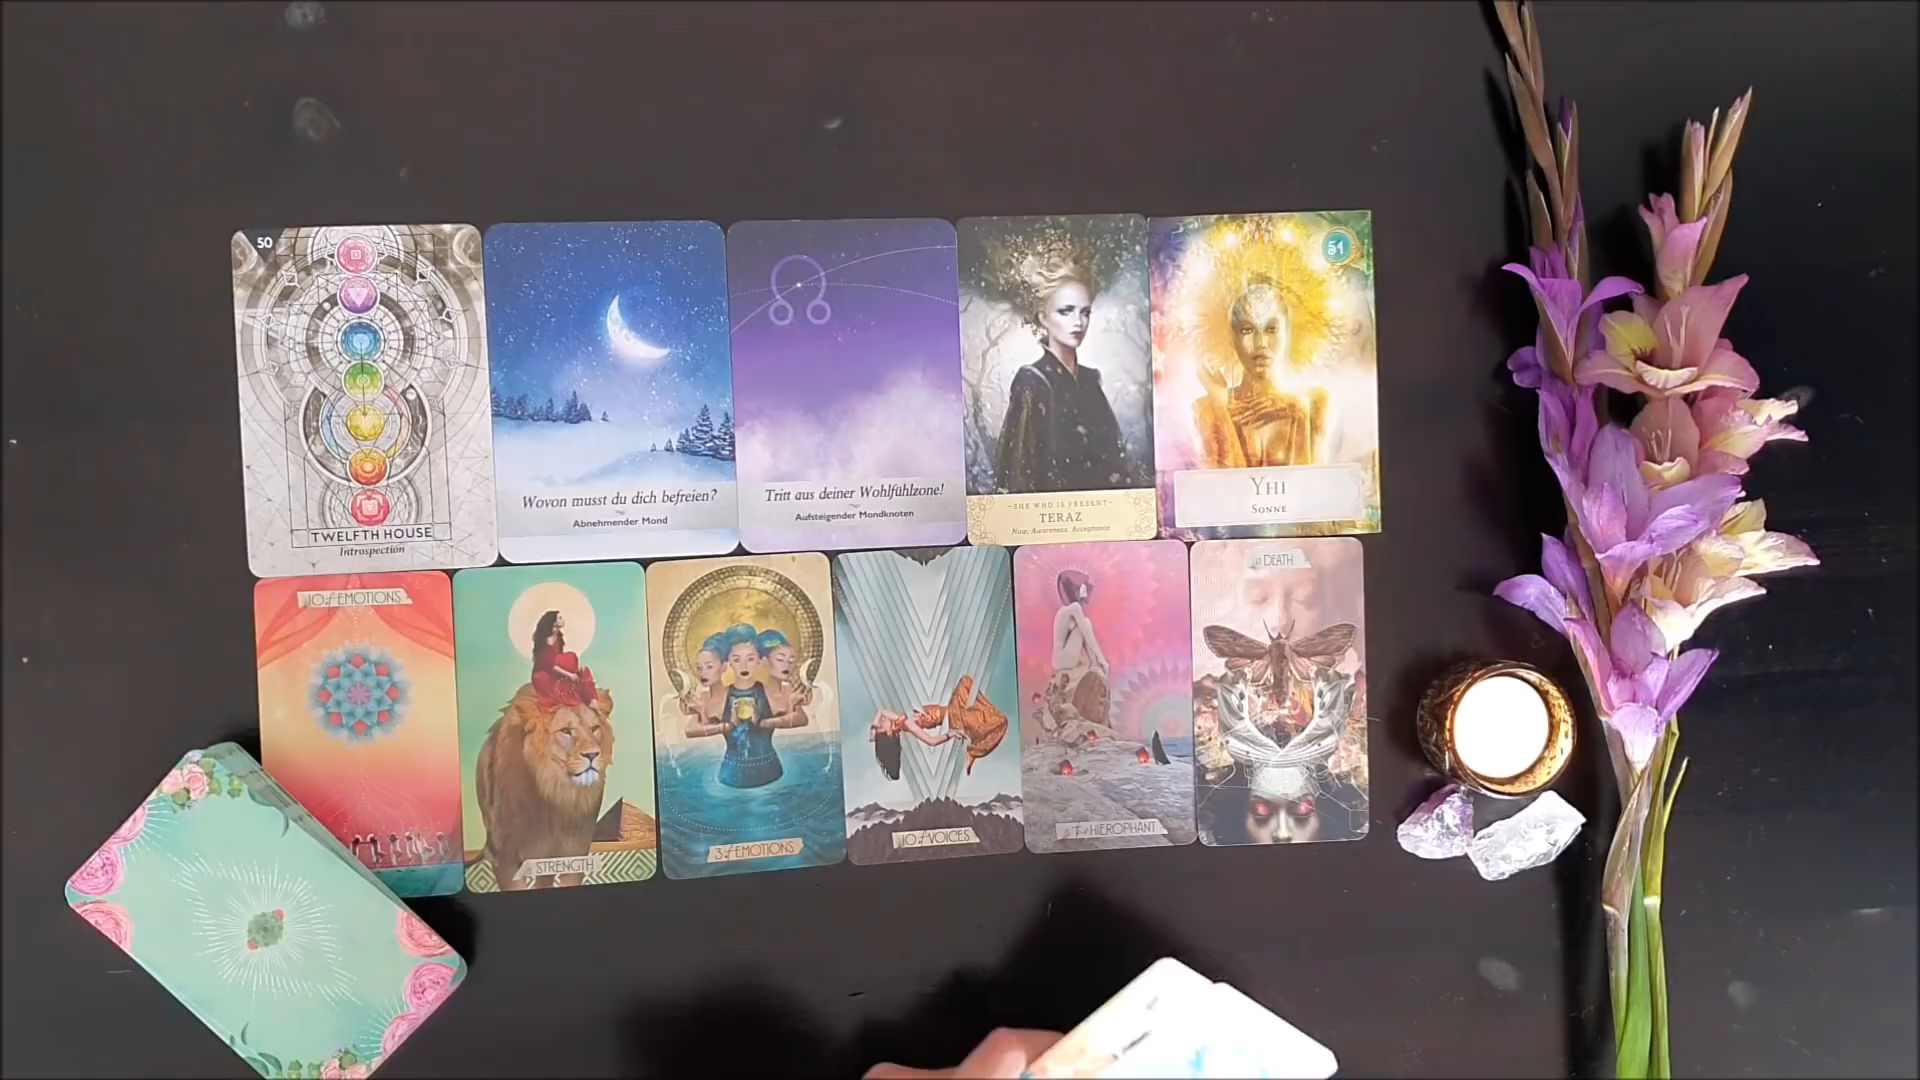 50
TWELFTH HOUSE
Introspection
Wovon musst du dich befreien?
Abnehmender Mond
Tritt aus deiner Wohlfühlzone!
Aufsteigender Mondknoten
~SHE WHO IS PRESENT~
TERAZ
Now, Awareness, Acceptance
51
YHI
SONNE
10 of EMOTIONS
STRENGTH
3 of EMOTIONS
10 of VOICES
The HIEROPHANT
DEATH